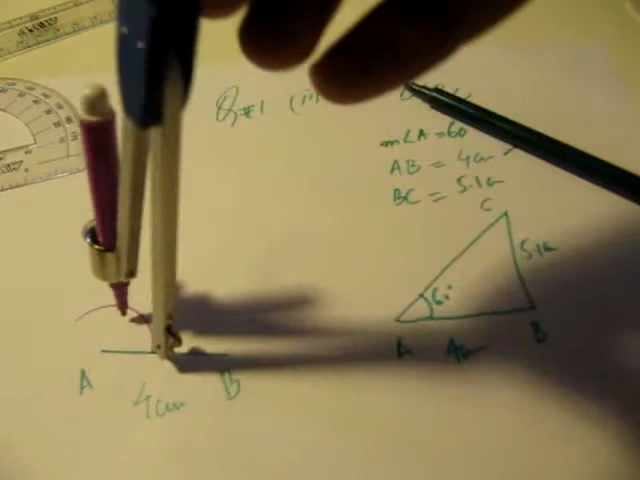 Q#1 (ii)
m∠A = 60
AB = 4cm
BC = 5.1cm
C
5.1cm
60°
A 4cm B
A B
4cm